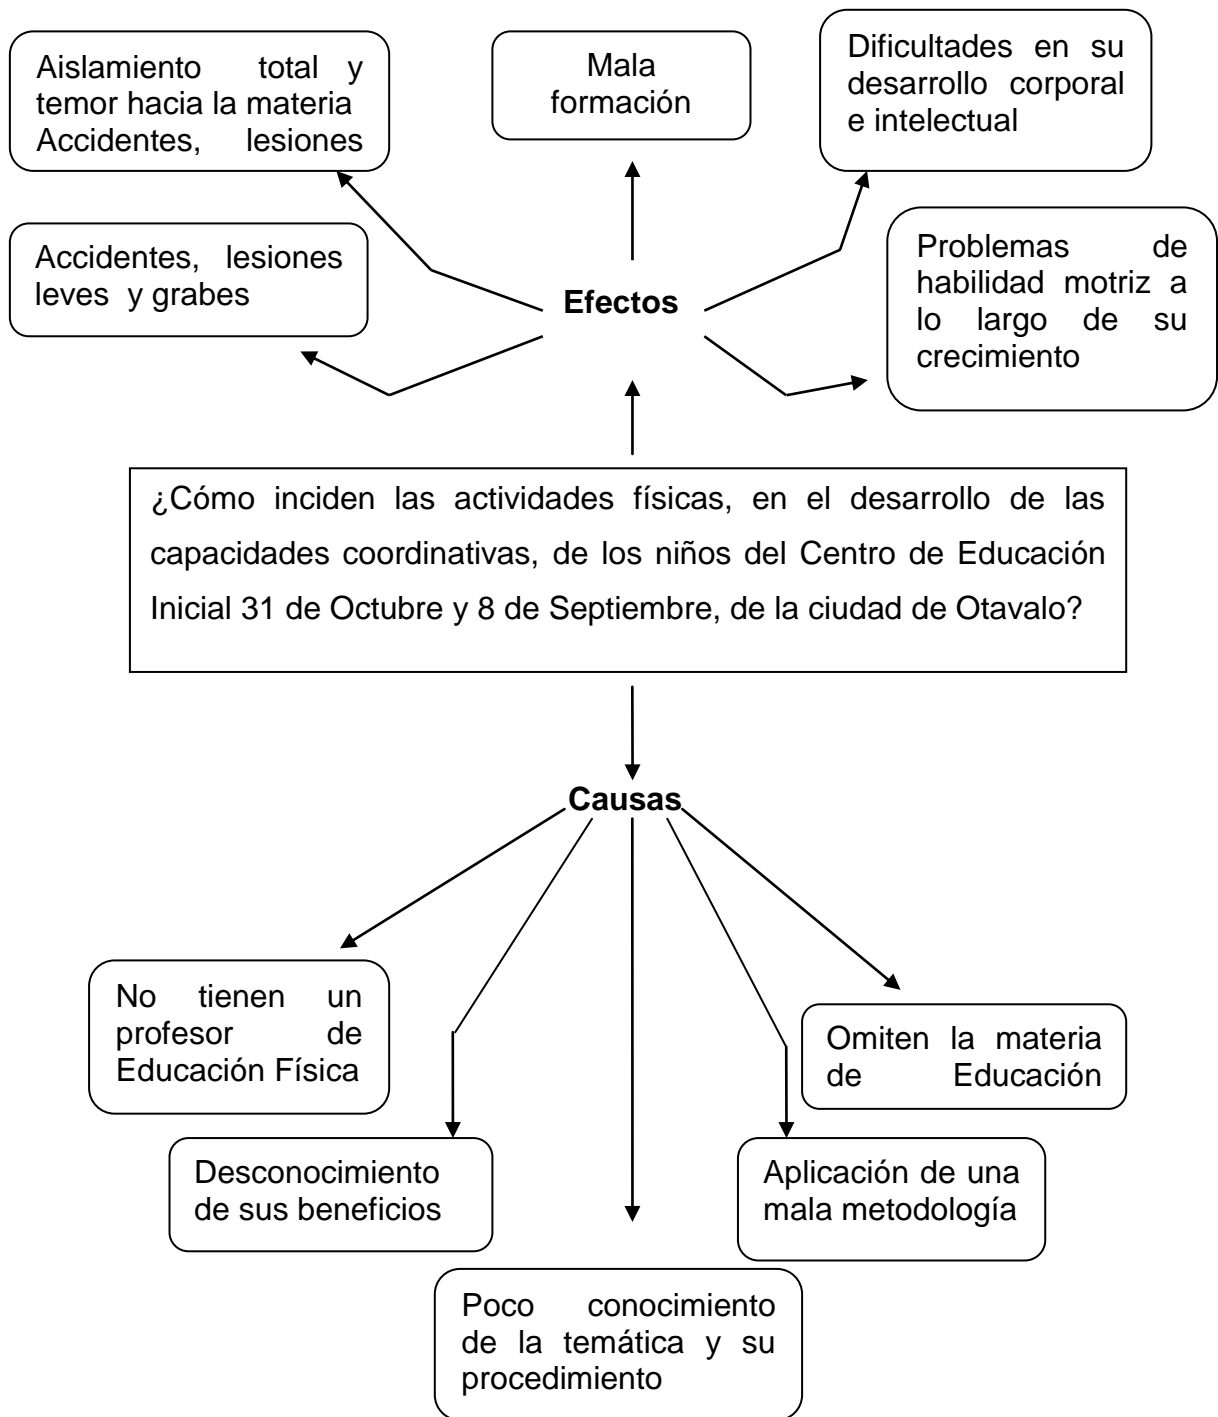 Aislamiento total y
temor hacia la materia
Accidentes, lesiones
Mala
formación
Dificultades en su
desarrollo corporal
e intelectual
Accidentes, lesiones
leves y grabes
Efectos
Problemas de
habilidad motriz a
lo largo de su
crecimiento
¿Cómo inciden las actividades físicas, en el desarrollo de las
capacidades coordinativas, de los niños del Centro de Educación
Inicial 31 de Octubre y 8 de Septiembre, de la ciudad de Otavalo?
Causas
No tienen un
profesor de
Educación Física
Omiten la materia
de Educación
Desconocimiento
de sus beneficios
Aplicación de una
mala metodología
Poco conocimiento
de la temática y su
procedimiento